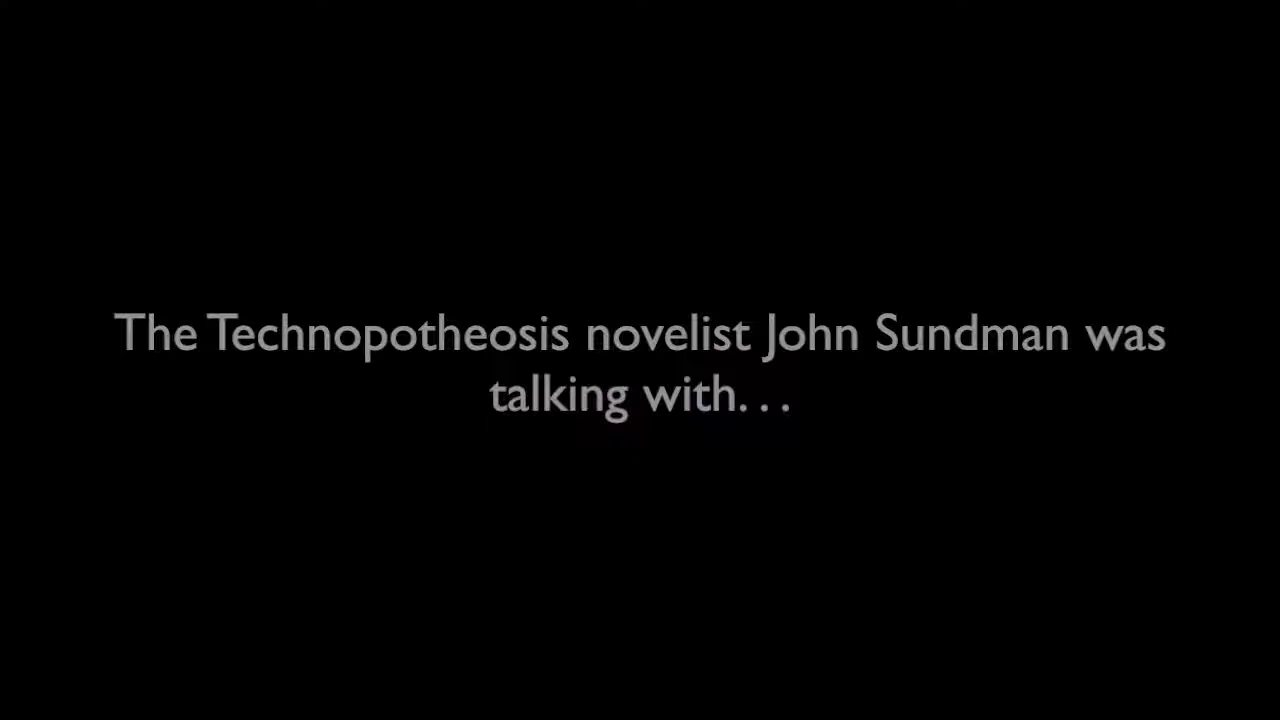 The Technopotheosis novelist John Sundman was
talking with. . .